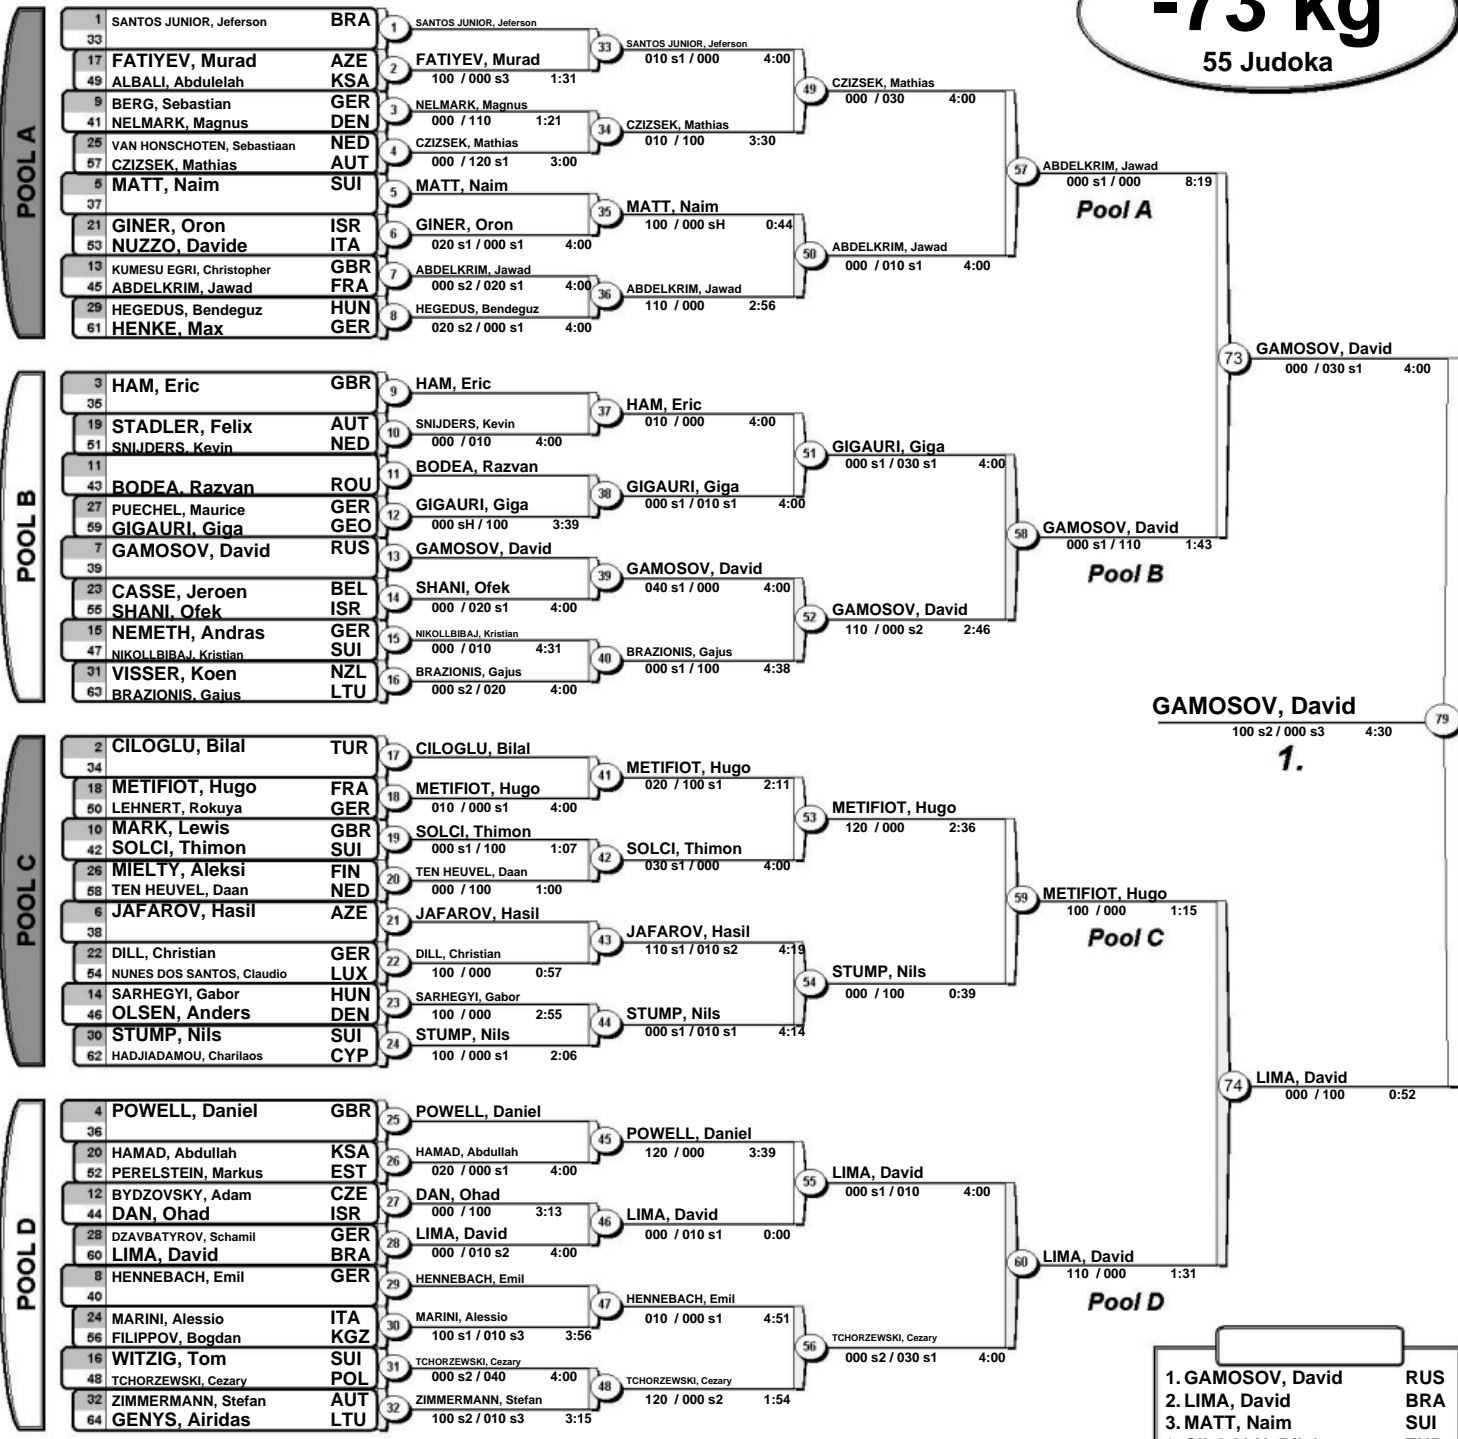 -73 kg
55 Judoka
POOL A
1 SANTOS JUNIOR, Jeferson BRA
33
17 FATIYEV, Murad AZE
49 ALBALI, Abdulelah KSA
9 BERG, Sebastian GER
41 NELMARK, Magnus DEN
25 VAN HONSCHOTEN, Sebastiaan NED
57 CZIZSEK, Mathias AUT
5 MATT, Naim SUI
37
21 GINER, Oron ISR
53 NUZZO, Davide ITA
13 KUMESU EGRI, Christopher GBR
45 ABDELKRIM, Jawad FRA
29 HEGEDUS, Bendeguz HUN
61 HENKE, Max GER
1 SANTOS JUNIOR, Jeferson
2 FATIYEV, Murad
100 / 000 s3 1:31
3 NELMARK, Magnus
000 / 110 1:21
4 CZIZSEK, Mathias
000 / 120 s1 3:00
5 MATT, Naim
6 GINER, Oron
020 s1 / 000 s1 4:00
7 ABDELKRIM, Jawad
000 s2 / 020 s1 4:00
8 HEGEDUS, Bendeguz
020 s2 / 000 s1 4:00
33 SANTOS JUNIOR, Jeferson
010 s1 / 000 4:00
34 CZIZSEK, Mathias
010 / 100 3:30
35 MATT, Naim
100 / 000 sH 0:44
36 ABDELKRIM, Jawad
110 / 000 2:56
49 CZIZSEK, Mathias
000 / 030 4:00
50 ABDELKRIM, Jawad
000 / 010 s1 4:00
57 ABDELKRIM, Jawad
000 s1 / 000 8:19
Pool A
POOL B
3 HAM, Eric GBR
35
19 STADLER, Felix AUT
51 SNIJDERS, Kevin NED
11
43 BODEA, Razvan ROU
27 PUECHEL, Maurice GER
59 GIGAURI, Giga GEO
7 GAMOSOV, David RUS
39
23 CASSE, Jeroen BEL
55 SHANI, Ofek ISR
15 NEMETH, Andras GER
47 NIKOLLBIBAJ, Kristian SUI
31 VISSER, Koen NZL
63 BRAZIONIS, Gajus LTU
9 HAM, Eric
10 SNIJDERS, Kevin
000 / 010 4:00
11 BODEA, Razvan
12 GIGAURI, Giga
000 sH / 100 3:39
13 GAMOSOV, David
14 SHANI, Ofek
000 / 020 s1 4:00
15 NIKOLLBIBAJ, Kristian
000 / 010 4:31
16 BRAZIONIS, Gajus
000 s2 / 020 4:00
37 HAM, Eric
010 / 000 4:00
38 GIGAURI, Giga
000 s1 / 010 s1 4:00
39 GAMOSOV, David
040 s1 / 000 4:00
40 BRAZIONIS, Gajus
000 s1 / 100 4:38
51 GIGAURI, Giga
000 s1 / 030 s1 4:00
52 GAMOSOV, David
110 / 000 s2 2:46
58 GAMOSOV, David
000 s1 / 110 1:43
Pool B
73 GAMOSOV, David
000 / 030 s1 4:00
GAMOSOV, David 79
100 s2 / 000 s3 4:30
1.
POOL C
2 CILOGLU, Bilal TUR
34
18 METIFIOT, Hugo FRA
50 LEHNERT, Rokuya GER
10 MARK, Lewis GBR
42 SOLCI, Thimon SUI
26 MIELTY, Aleksi FIN
58 TEN HEUVEL, Daan NED
6 JAFAROV, Hasil AZE
38
22 DILL, Christian GER
54 NUNES DOS SANTOS, Claudio LUX
14 SARHEGYI, Gabor HUN
46 OLSEN, Anders DEN
30 STUMP, Nils SUI
62 HADJIADAMOU, Charilaos CYP
17 CILOGLU, Bilal
18 METIFIOT, Hugo
010 / 000 s1 4:00
19 SOLCI, Thimon
000 s1 / 100 1:07
20 TEN HEUVEL, Daan
000 / 100 1:00
21 JAFAROV, Hasil
22 DILL, Christian
100 / 000 0:57
23 SARHEGYI, Gabor
100 / 000 2:55
24 STUMP, Nils
100 / 000 s1 2:06
41 METIFIOT, Hugo
020 / 100 s1 2:11
42 SOLCI, Thimon
030 s1 / 000 4:00
43 JAFAROV, Hasil
110 s1 / 010 s2 4:19
44 STUMP, Nils
000 s1 / 010 s1 4:14
53 METIFIOT, Hugo
120 / 000 2:36
54 STUMP, Nils
000 / 100 0:39
59 METIFIOT, Hugo
100 / 000 1:15
Pool C
74 LIMA, David
000 / 100 0:52
POOL D
4 POWELL, Daniel GBR
36
20 HAMAD, Abdullah KSA
52 PERELSTEIN, Markus EST
12 BYDZOVSKY, Adam CZE
44 DAN, Ohad ISR
28 DZAVBATYROV, Schamil GER
60 LIMA, David BRA
8 HENNEBACH, Emil GER
40
24 MARINI, Alessio ITA
56 FILIPPOV, Bogdan KGZ
16 WITZIG, Tom SUI
48 TCHORZEWSKI, Cezary POL
32 ZIMMERMANN, Stefan AUT
64 GENYS, Airidas LTU
25 POWELL, Daniel
26 HAMAD, Abdullah
020 / 000 s1 4:00
27 DAN, Ohad
000 / 100 3:13
28 LIMA, David
000 / 010 s2 4:00
29 HENNEBACH, Emil
30 MARINI, Alessio
100 s1 / 010 s3 3:56
31 TCHORZEWSKI, Cezary
000 s2 / 040 4:00
32 ZIMMERMANN, Stefan
100 s2 / 010 s3 3:15
45 POWELL, Daniel
120 / 000 3:39
46 LIMA, David
000 / 010 s1 0:00
47 HENNEBACH, Emil
010 / 000 s1 4:51
48 TCHORZEWSKI, Cezary
120 / 000 s2 1:54
55 LIMA, David
000 s1 / 010 4:00
56 TCHORZEWSKI, Cezary
000 s2 / 030 s1 4:00
60 LIMA, David
110 / 000 1:31
Pool D
1. GAMOSOV, David RUS
2. LIMA, David BRA
3. MATT, Naim SUI